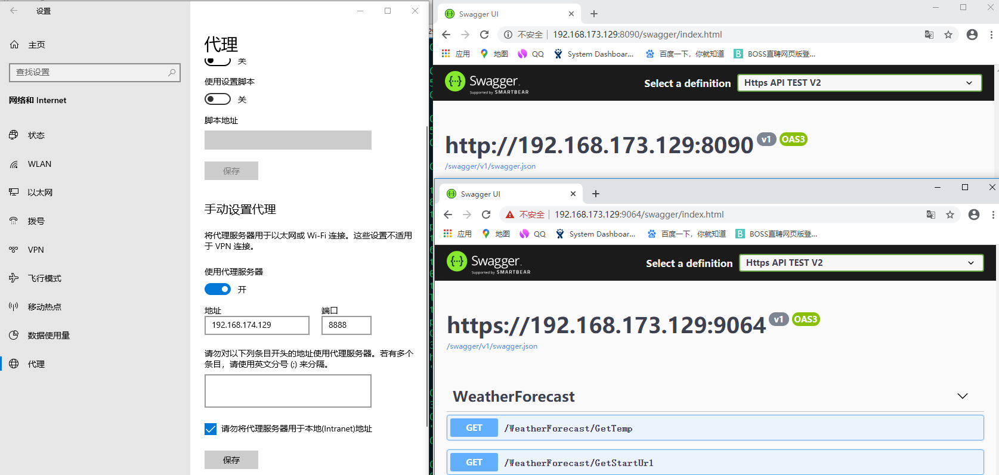 设置
主页
查找设置
网络和 Internet
状态
WLAN
以太网
拨号
VPN
飞行模式
移动热点
数据使用量
代理
代理
关
使用设置脚本
关
脚本地址
保存
手动设置代理
将代理服务器用于以太网或 Wi-Fi 连接。这些设置不适用
于 VPN 连接。
使用代理服务器
开
地址 端口
192.168.174.129 8888
请勿对以下列条目开头的地址使用代理服务器。若有多个
条目，请使用英文分号 (;) 来分隔。
请勿将代理服务器用于本地(Intranet)地址
保存
Swagger UI
不安全 192.168.173.129:8090/swagger/index.html
应用 地图 QQ System Dashboar... 百度一下，你就知道 BOSS直聘网页版登...
Swagger
Supported by SMARTBEAR
Select a definition Https API TEST V2
http://192.168.173.129:8090 v1 OAS3
/swagger/v1/swagger.json
Swagger UI
不安全 192.168.173.129:9064/swagger/index.html
应用 地图 QQ System Dashboar... 百度一下，你就知道 BOSS直聘网页版登...
Swagger
Supported by SMARTBEAR
Select a definition Https API TEST V2
https://192.168.173.129:9064 v1 OAS3
/swagger/v1/swagger.json
WeatherForecast
GET /WeatherForecast/GetTemp
GET /WeatherForecast/GetStartUrl